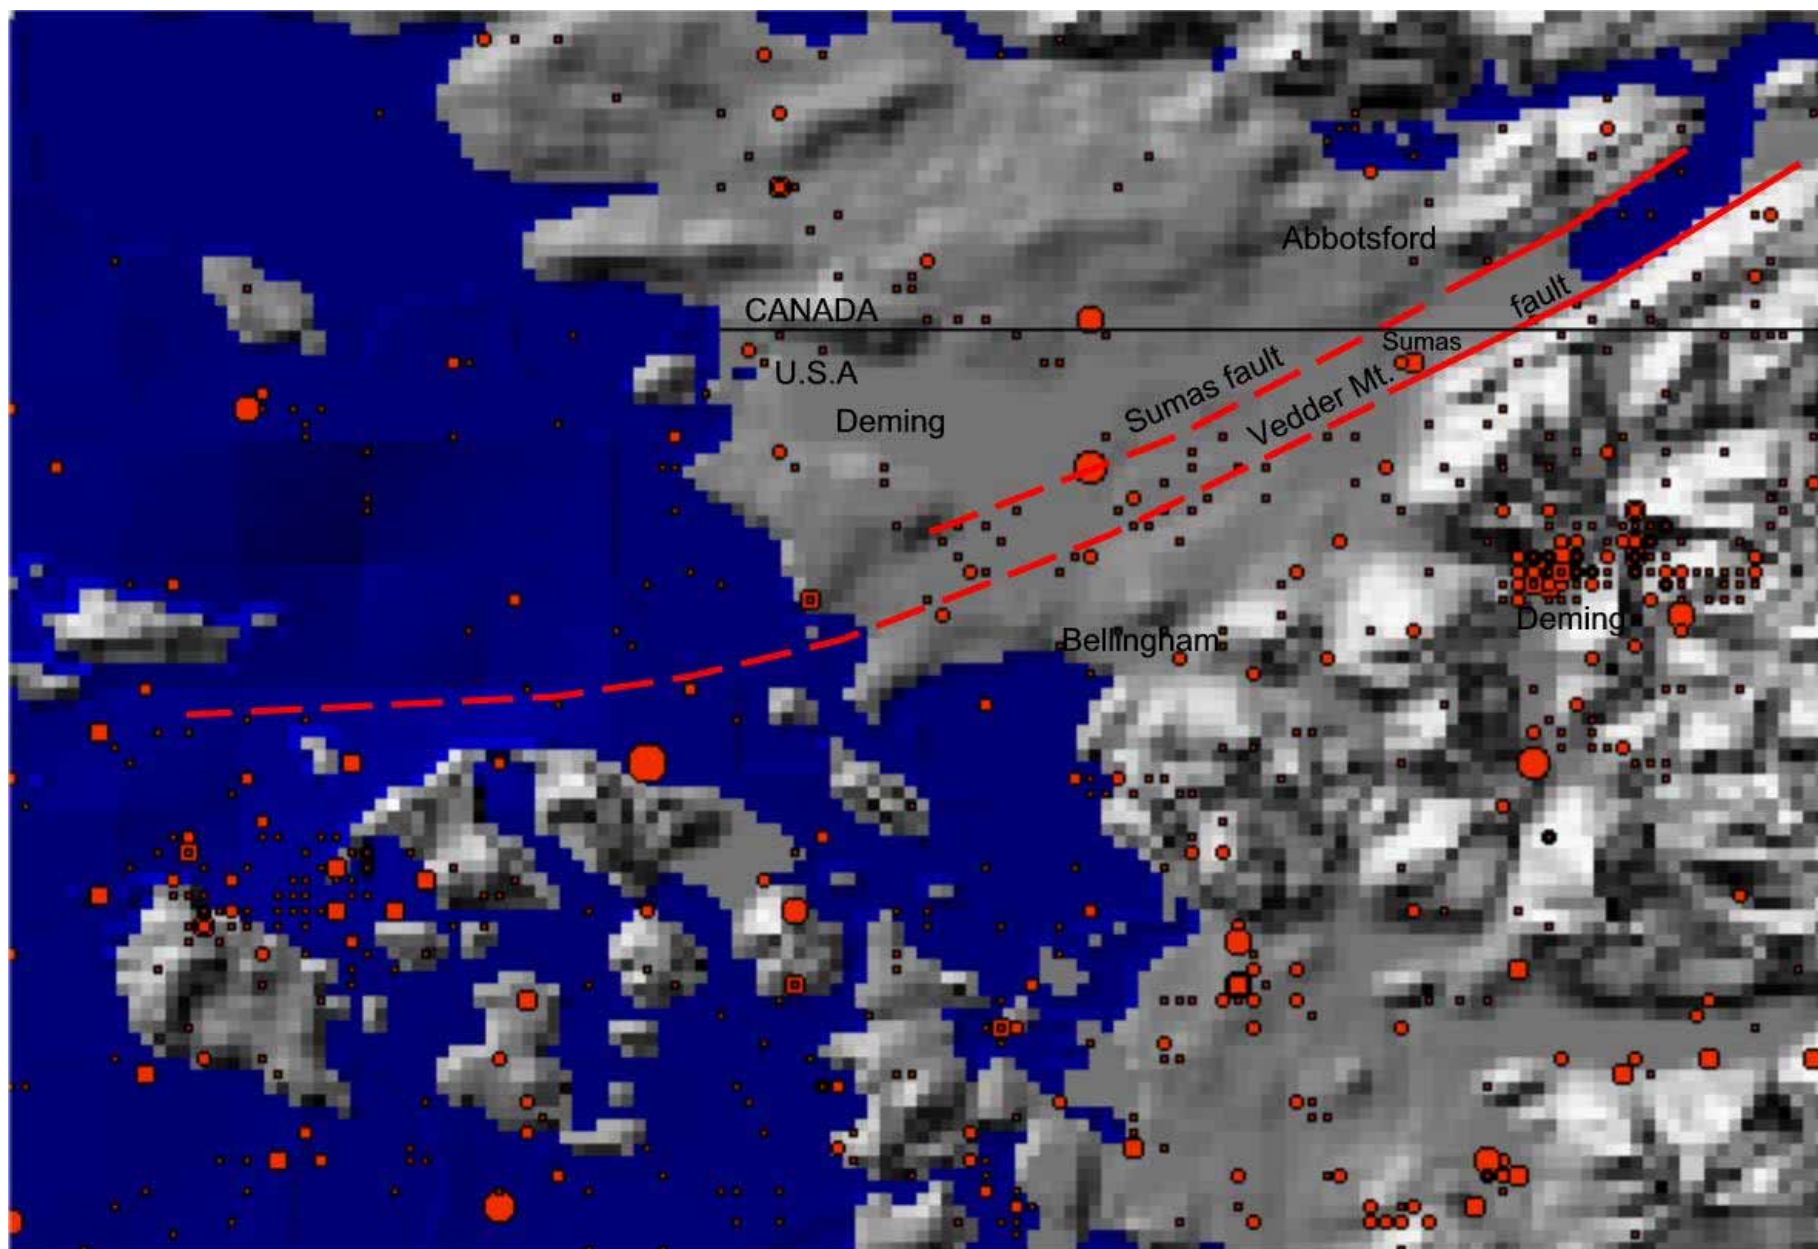 Abbotsford
CANADA
U.S.A
Deming
Sumas fault
Vedder Mt. fault
Sumas
Bellingham
Deming